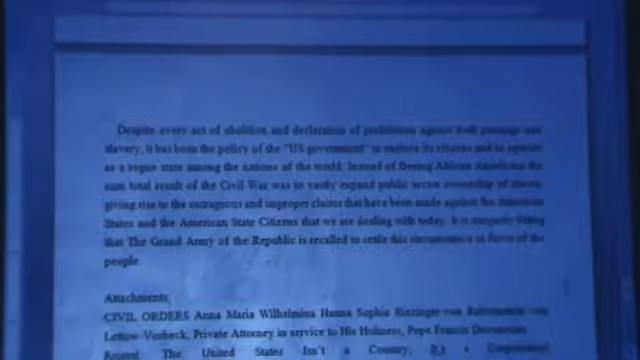 Despite every act of abolition and declaration of prohibition against both peonage and
slavery, it has been the policy of the "US government" to enslave its citizens and to operate
as a rogue state among the nations of the world. Instead of freeing African Americans the
sum total result of the Civil War was to vastly expand public sector ownership of slaves,
giving rise to the outrageous and improper claims that have been made against the American
States and the American State Citizens that we are dealing with today. It is uniquely fitting
that The Grand Army of the Republic is recalled to settle this circumstance in favor of the
people.
Attachments;
CIVIL ORDERS Anna Maria Wilhelmina Hanna Sophia
Lettow-Vorbeck, Private Attorney in service to His Holiness, Pope Francis
The United States Isn't a Country, It's a